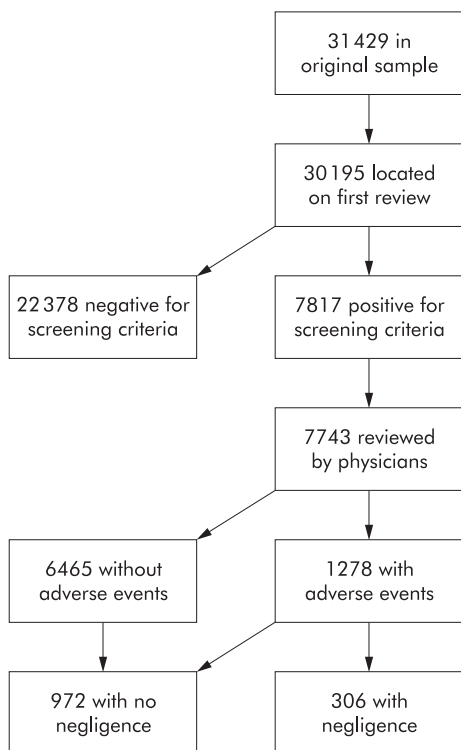 31 429 in
original sample
30 195 located
on first review
22 378 negative for
screening criteria
7817 positive for
screening criteria
7743 reviewed
by physicians
6465 without
adverse events
1278 with
adverse events
972 with no
negligence
306 with
negligence